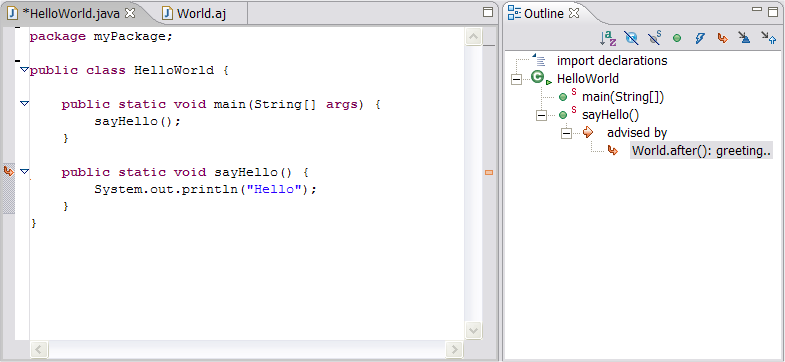 *HelloWorld.java World.aj
package myPackage;
public class HelloWorld {
public static void main(String[] args) {
sayHello();
}
public static void sayHello() {
System.out.println("Hello");
}
}
Outline
import declarations
HelloWorld
main(String[])
sayHello()
advised by
World.after(): greeting..